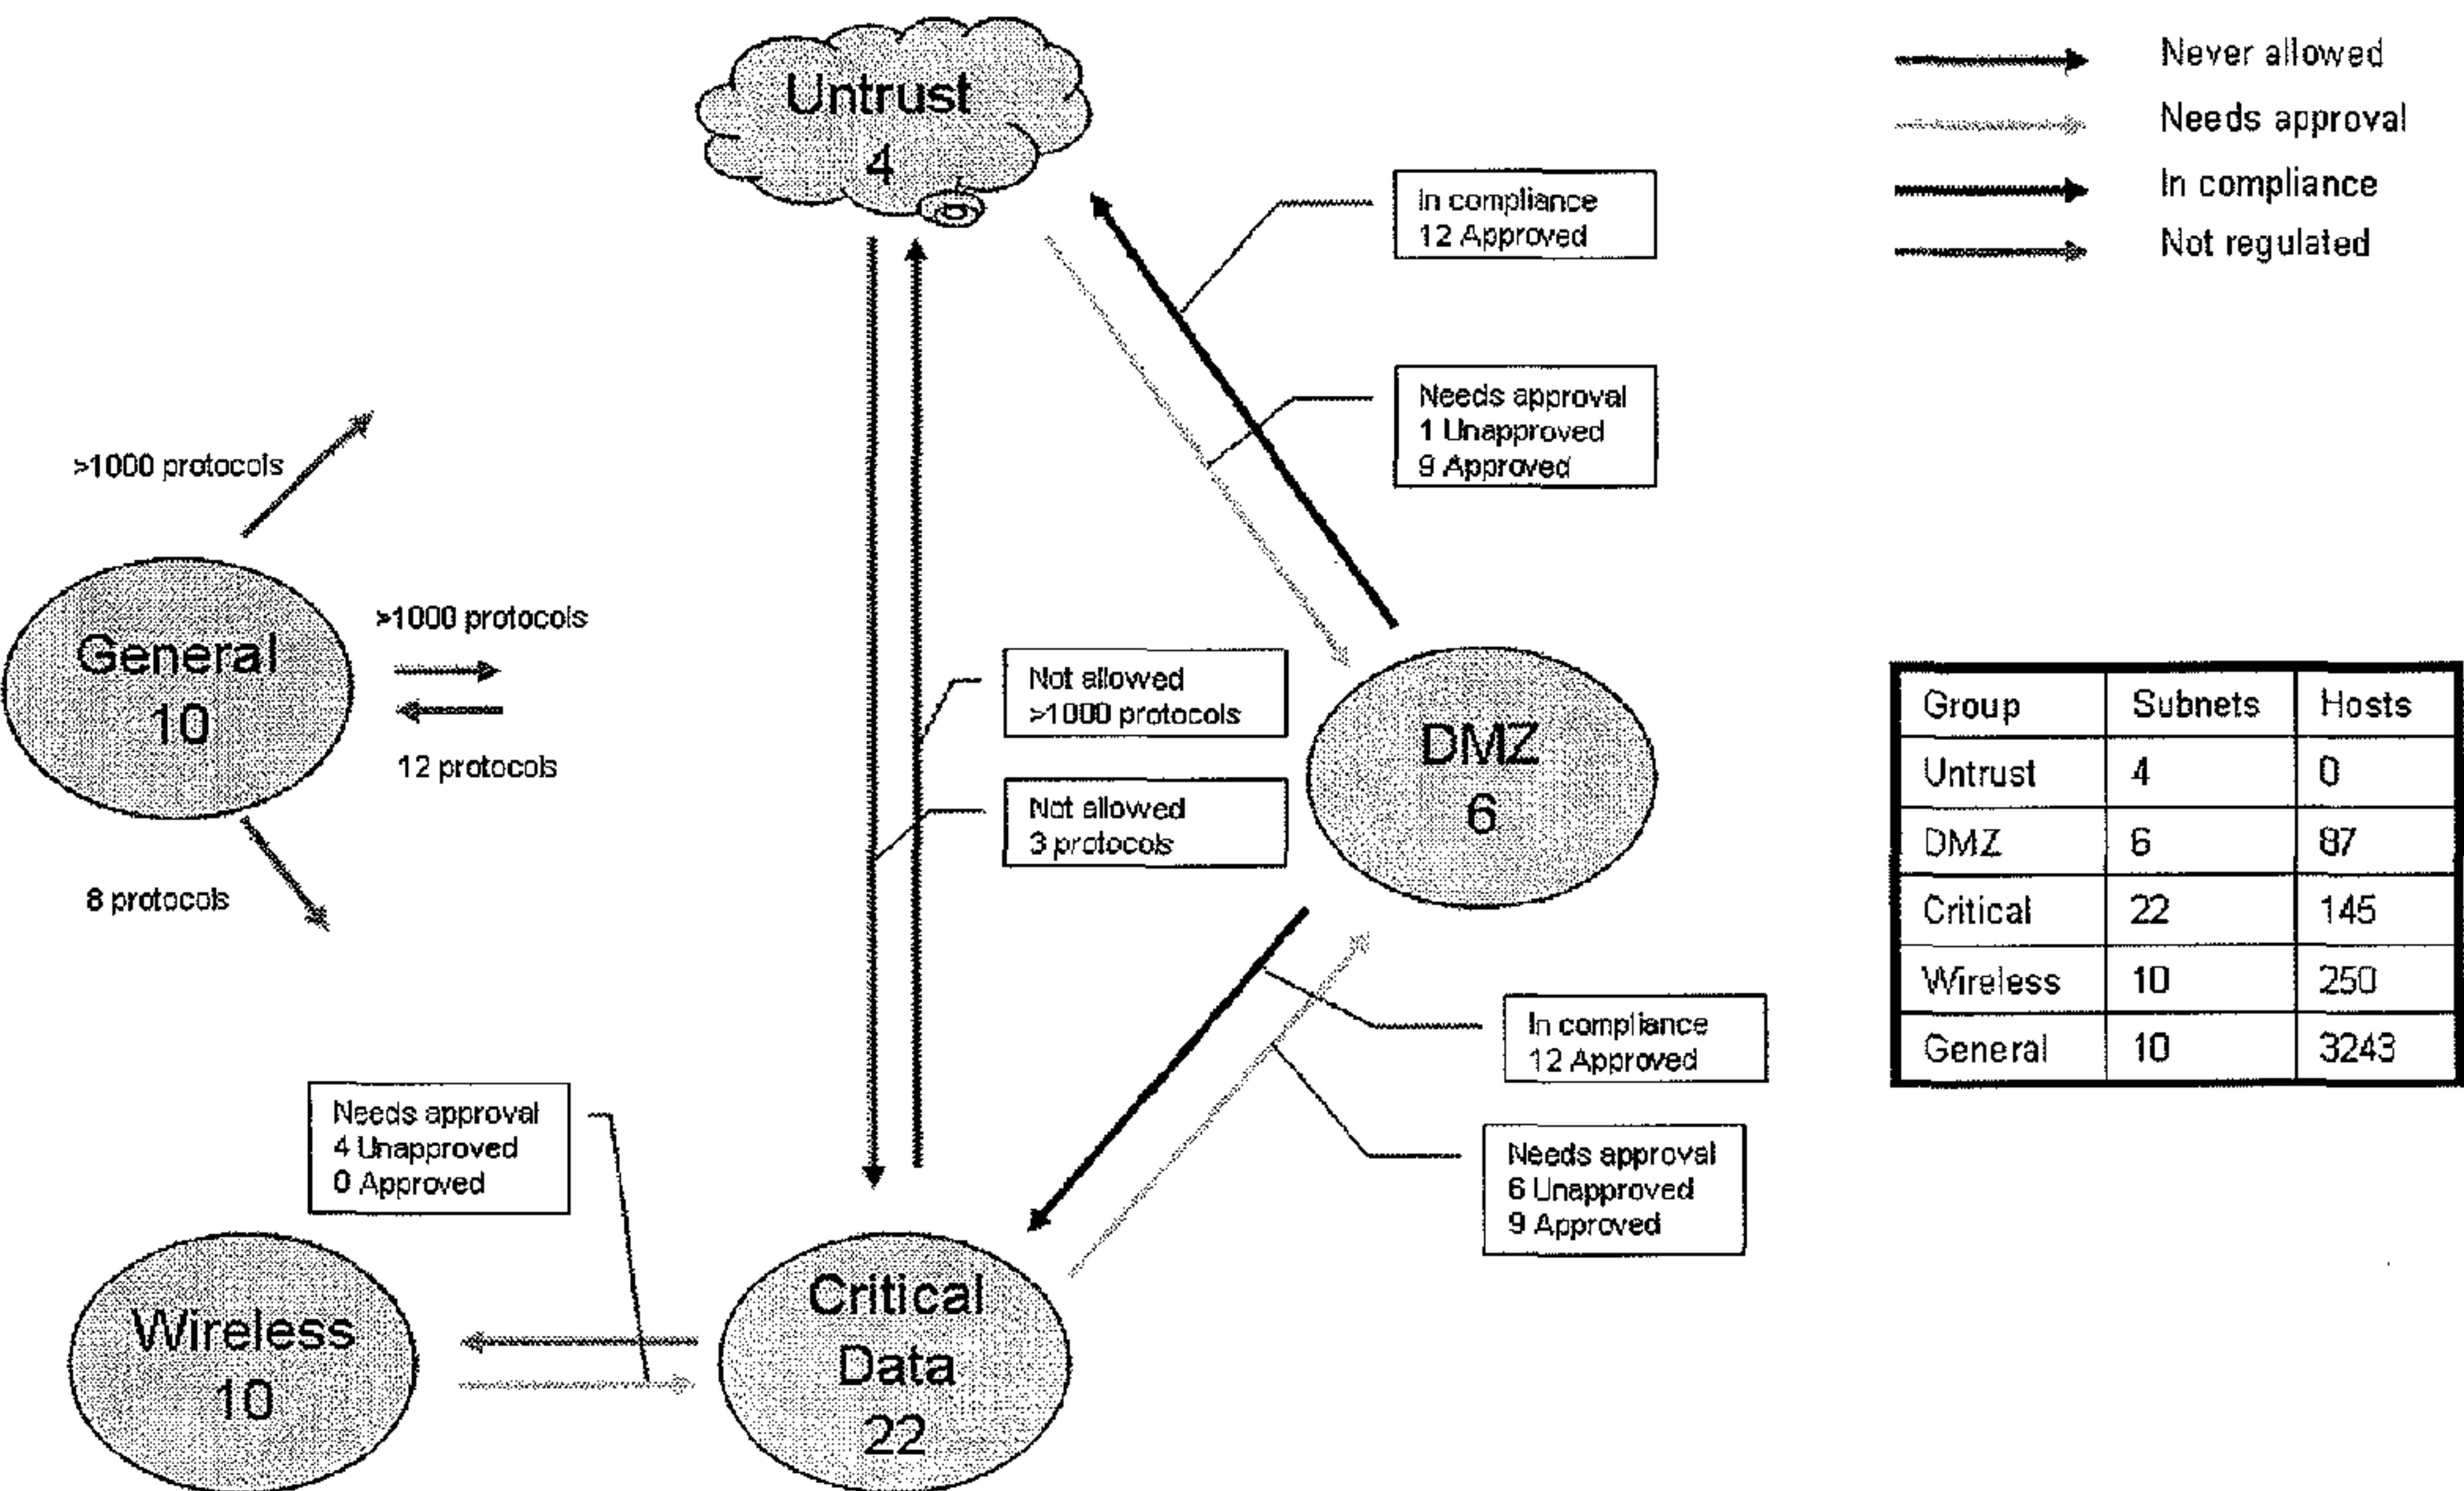 Untrust
4
Never allowed
Needs approval
In compliance
Not regulated
In compliance
12 Approved
Needs approval
1 Unapproved
9 Approved
>1000 protocols
General
10
>1000 protocols
12 protocols
8 protocols
Not allowed
>1000 protocols
Not allowed
3 protocols
DMZ
6
Group Subnets Hosts
Untrust 4 0
DMZ 6 87
Critical 22 145
Wireless 10 250
General 10 3243
In compliance
12 Approved
Needs approval
6 Unapproved
9 Approved
Needs approval
4 Unapproved
0 Approved
Wireless
10
Critical
Data
22